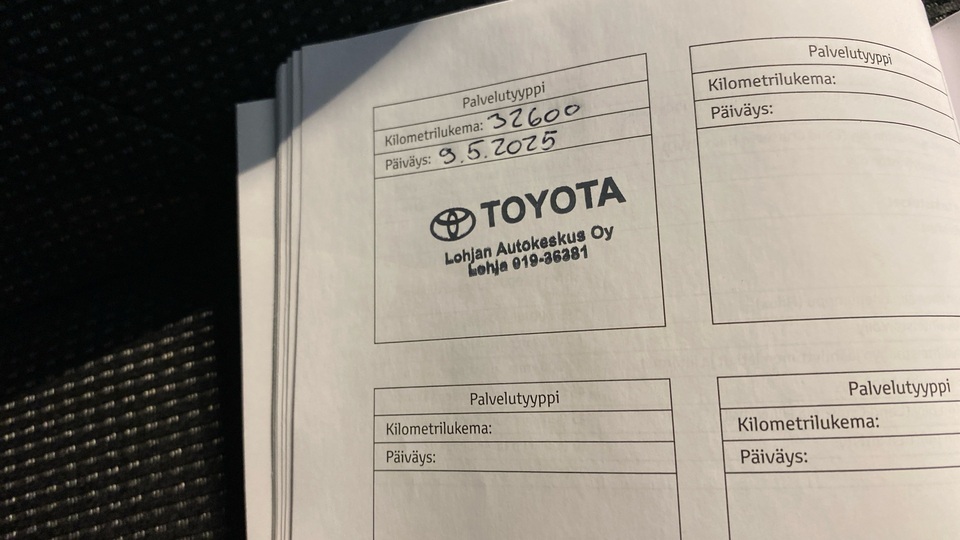 Palvelutyyppi
Kilometrilukema: 32600
Päiväys: 9.5.2025
TOYOTA
Lohjan Autokeskus Oy
Lohja 019-36381
Palvelutyyppi
Kilometrilukema:
Päiväys:
Palvelutyyppi
Kilometrilukema:
Päiväys:
Palvelutyyppi
Kilometrilukema:
Päiväys: